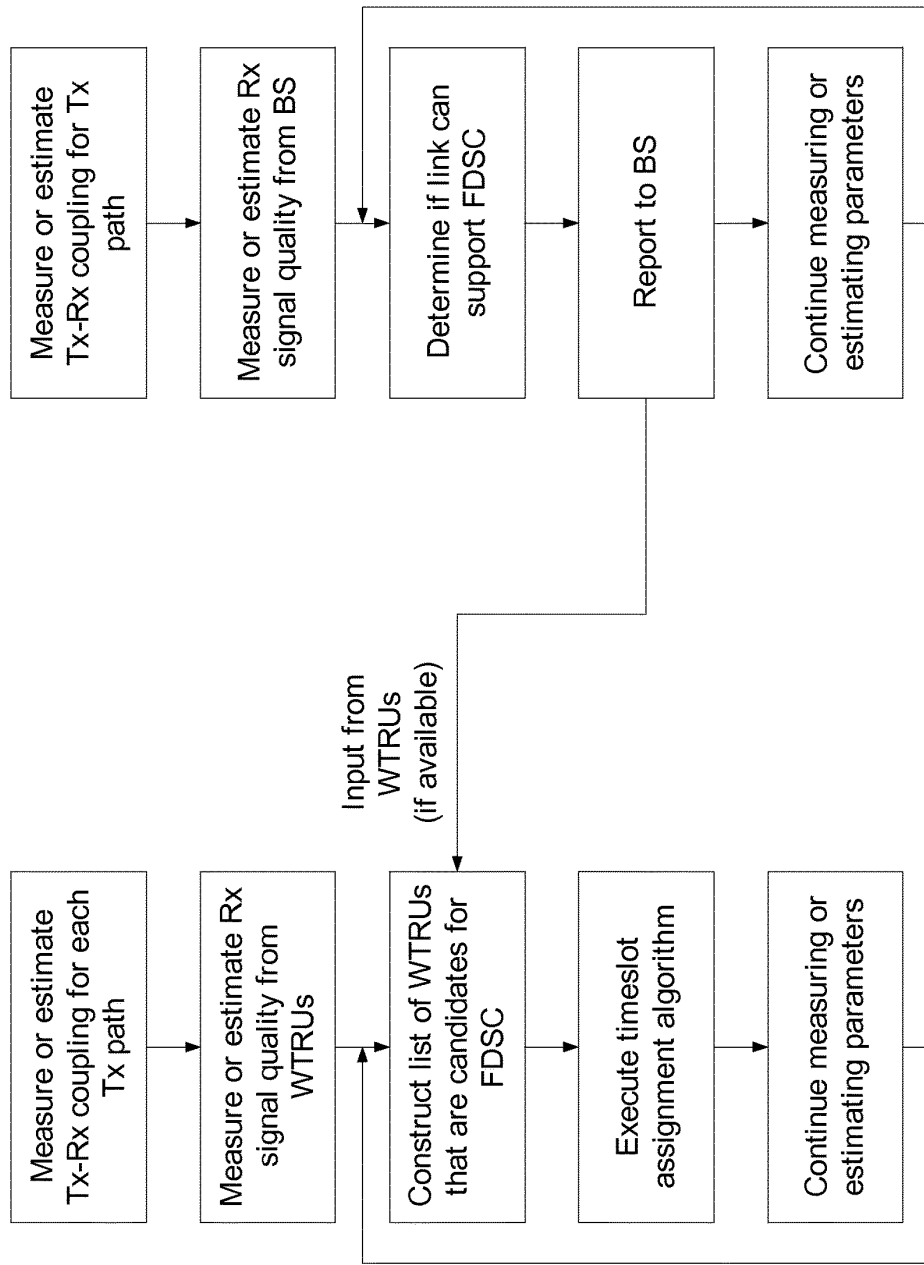 Measure or estimate
Tx-Rx coupling for each
Tx path
Measure or estimate Rx
signal quality from
WTRUs
Construct list of WTRUs
that are candidates for
FDSC
Execute timeslot
assignment algorithm
Continue measuring or
estimating parameters
Input from
WTRUs
(if available)
Measure or estimate
Tx-Rx coupling for Tx
path
Measure or estimate Rx
signal quality from BS
Determine if link can
support FDSC
Report to BS
Continue measuring or
estimating parameters